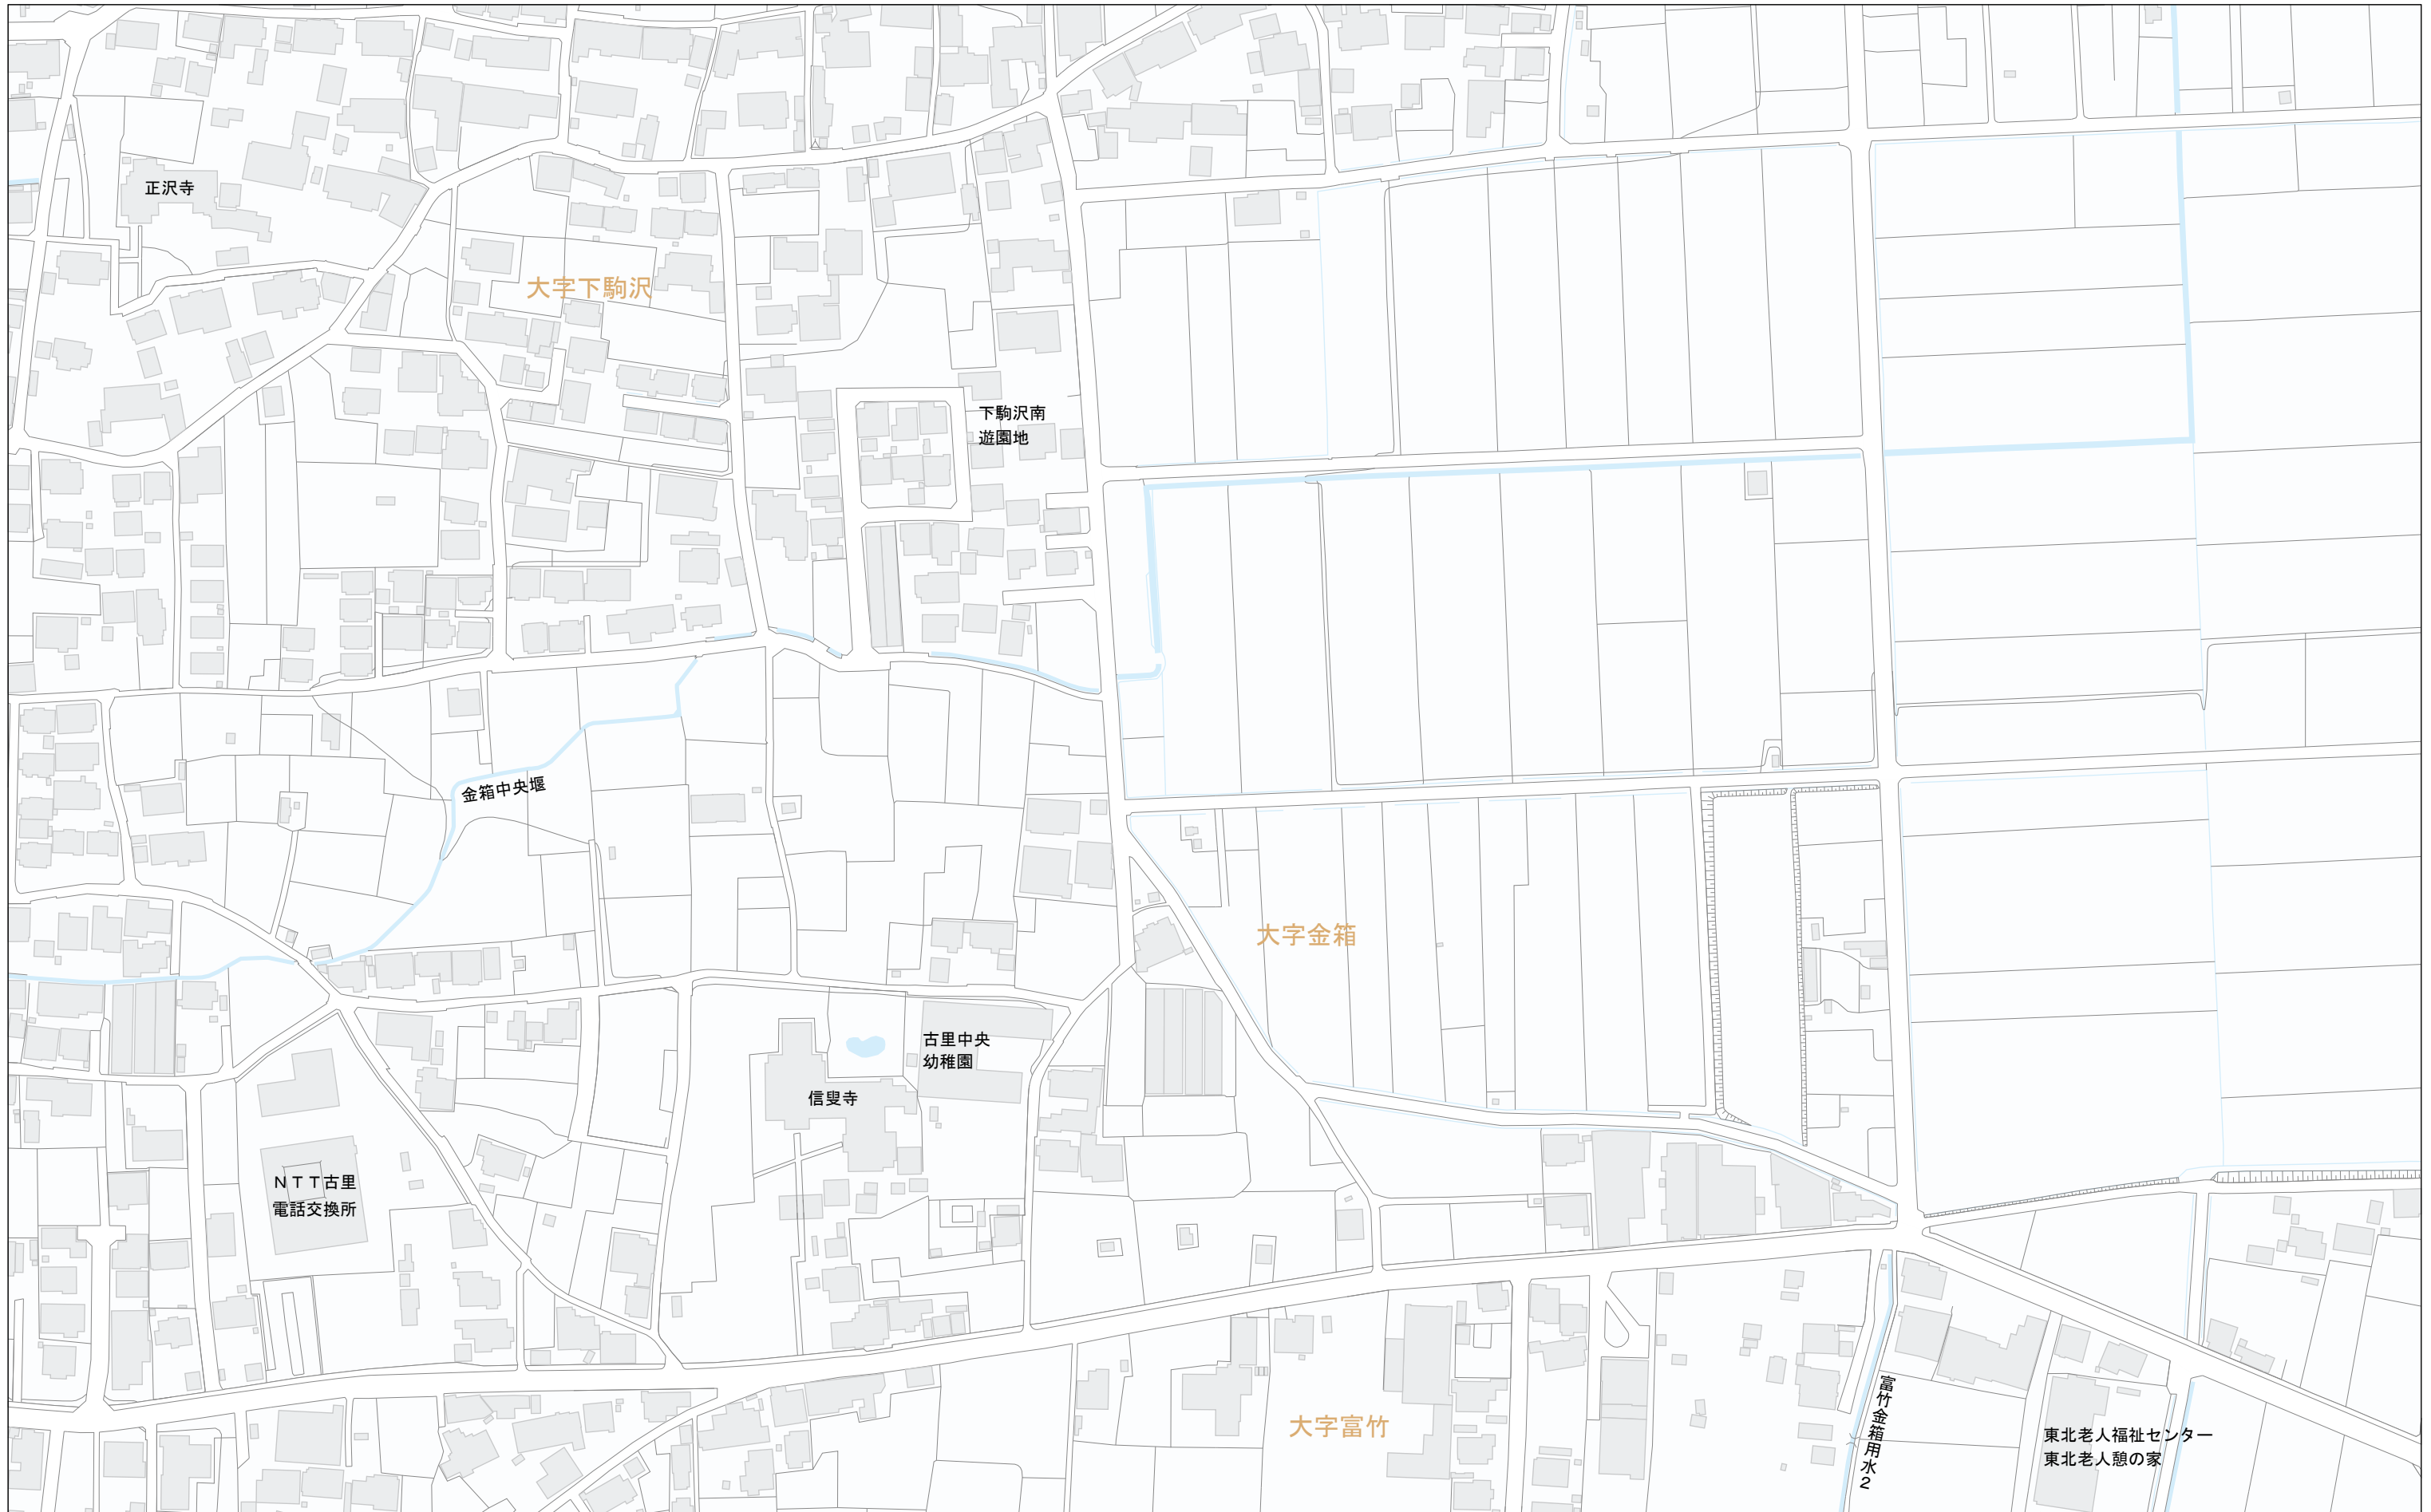 正沢寺
大字下駒沢
下駒沢南
遊園地
金箱中央堰
大字金箱
古里中央
幼稚園
信叟寺
NTT古里
電話交換所
大字富竹
富竹金箱用水2
東北老人福祉センター
東北老人憩の家